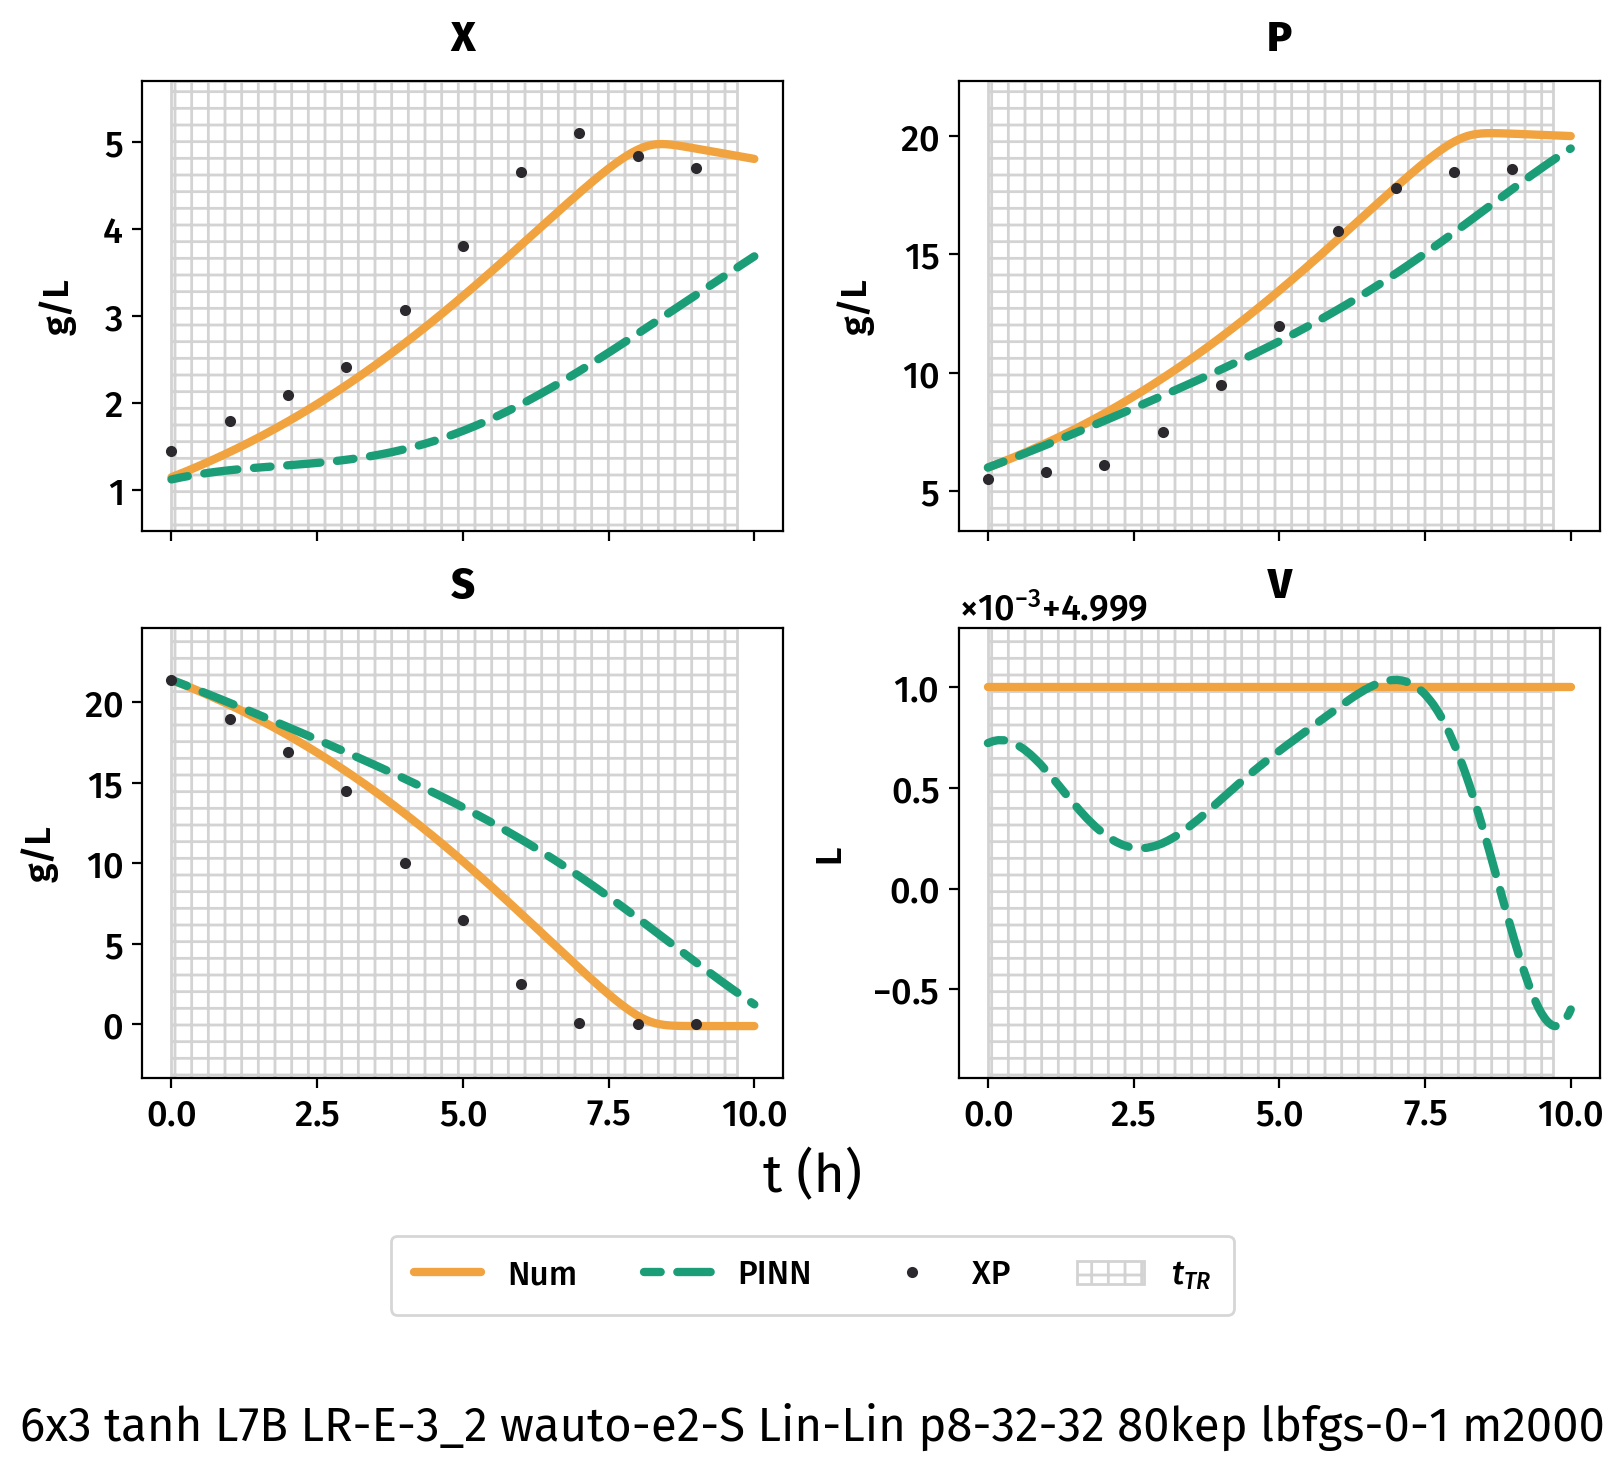 X
P
g/L
5
4
3
2
1
g/L
20
15
10
5
S
V
×10⁻³+4.999
g/L
20
15
10
5
0
L
1.0
0.5
0.0
−0.5
0.0 2.5 5.0 7.5 10.0
0.0 2.5 5.0 7.5 10.0
t (h)
Num PINN XP tTR
6x3 tanh L7B LR-E-3_2 wauto-e2-S Lin-Lin p8-32-32 80kep lbfgs-0-1 m2000